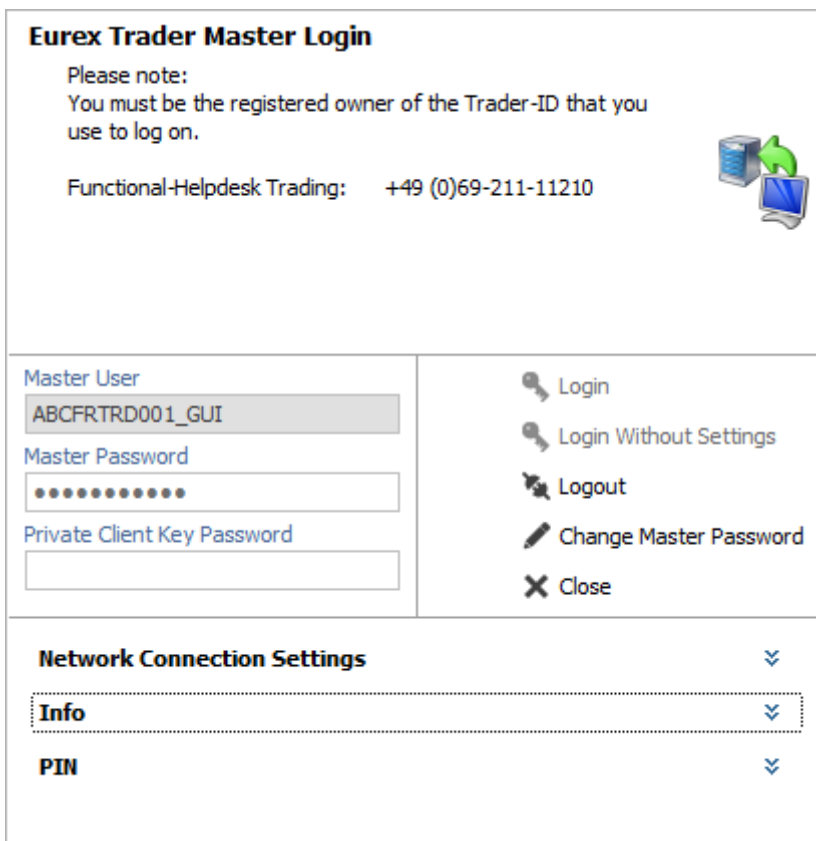 Eurex Trader Master Login
Please note:
You must be the registered owner of the Trader-ID that you
use to log on.
Functional-Helpdesk Trading: +49 (0)69-211-11210
Master User
ABCFRTRD001_GUI
Master Password
●●●●●●●●●●●
Private Client Key Password
Login
Login Without Settings
Logout
Change Master Password
Close
Network Connection Settings
Info
PIN